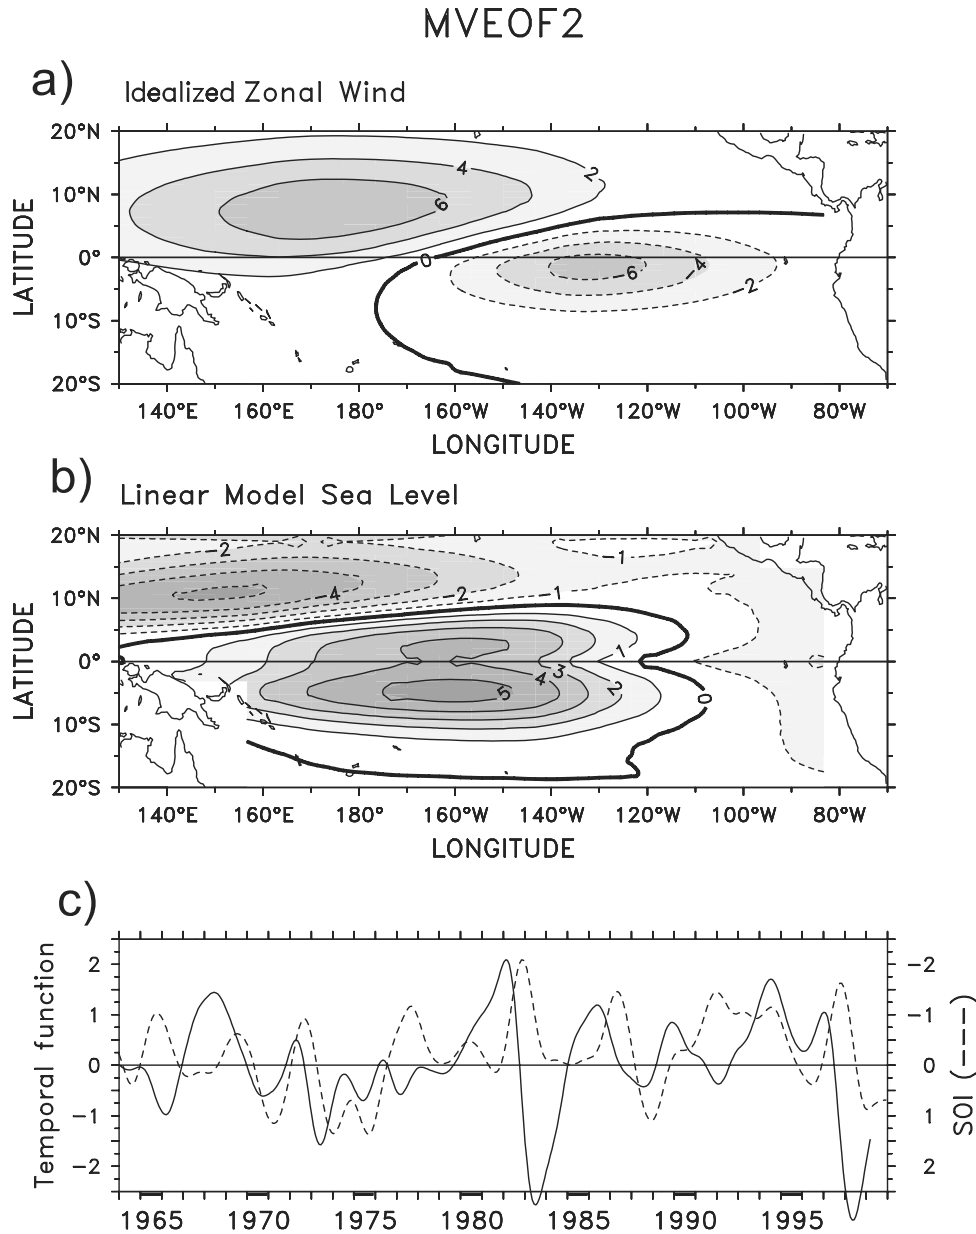 MVEOF2
a)
Idealized Zonal Wind
20°N
10°N
0°
10°S
20°S
LATITUDE
2
4
6
0
-6
-4
-2
140°E 160°E 180° 160°W 140°W 120°W 100°W 80°W
LONGITUDE
b)
Linear Model Sea Level
20°N
10°N
0°
10°S
20°S
LATITUDE
-2
-1
-4
-2
-1
1
3
4
2
5
0
140°E 160°E 180° 160°W 140°W 120°W 100°W 80°W
LONGITUDE
c)
Temporal function
2
1
0
-1
-2
-2
-1
0
1
2
SOI (---)
1965 1970 1975 1980 1985 1990 1995